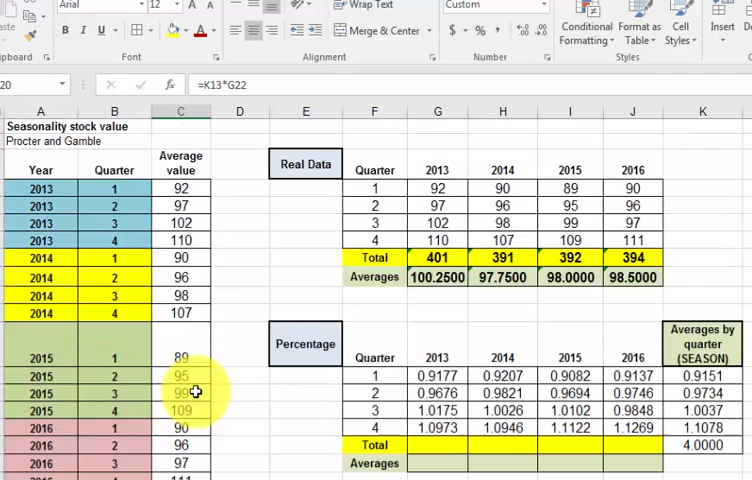 Arial 12 A A Wrap Text Custom Conditional Format as Cell Insert
B I U A Merge & Center $ % , Formatting Table Styles
Clipboard Font Alignment Number Styles
20 fx =K13*G22
A B C D E F G H I J K
Seasonality stock value
Procter and Gamble
Year Quarter Average value Real Data Quarter 2013 2014 2015 2016
2013 1 92 1 92 90 89 90
2013 2 97 2 97 96 95 96
2013 3 102 3 102 98 99 97
2013 4 110 4 110 107 109 111
2014 1 90 Total 401 391 392 394
2014 2 96 Averages 100.2500 97.7500 98.0000 98.5000
2014 3 98
2014 4 107
2015 1 89 Percentage Quarter 2013 2014 2015 2016 Averages by quarter (SEASON)
2015 2 95 1 0.9177 0.9207 0.9082 0.9137 0.9151
2015 3 99 2 0.9676 0.9821 0.9694 0.9746 0.9734
2015 4 109 3 1.0175 1.0026 1.0102 0.9848 1.0037
2016 1 90 4 1.0973 1.0946 1.1122 1.1269 1.1078
2016 2 96 Total 4.0000
2016 3 97 Averages